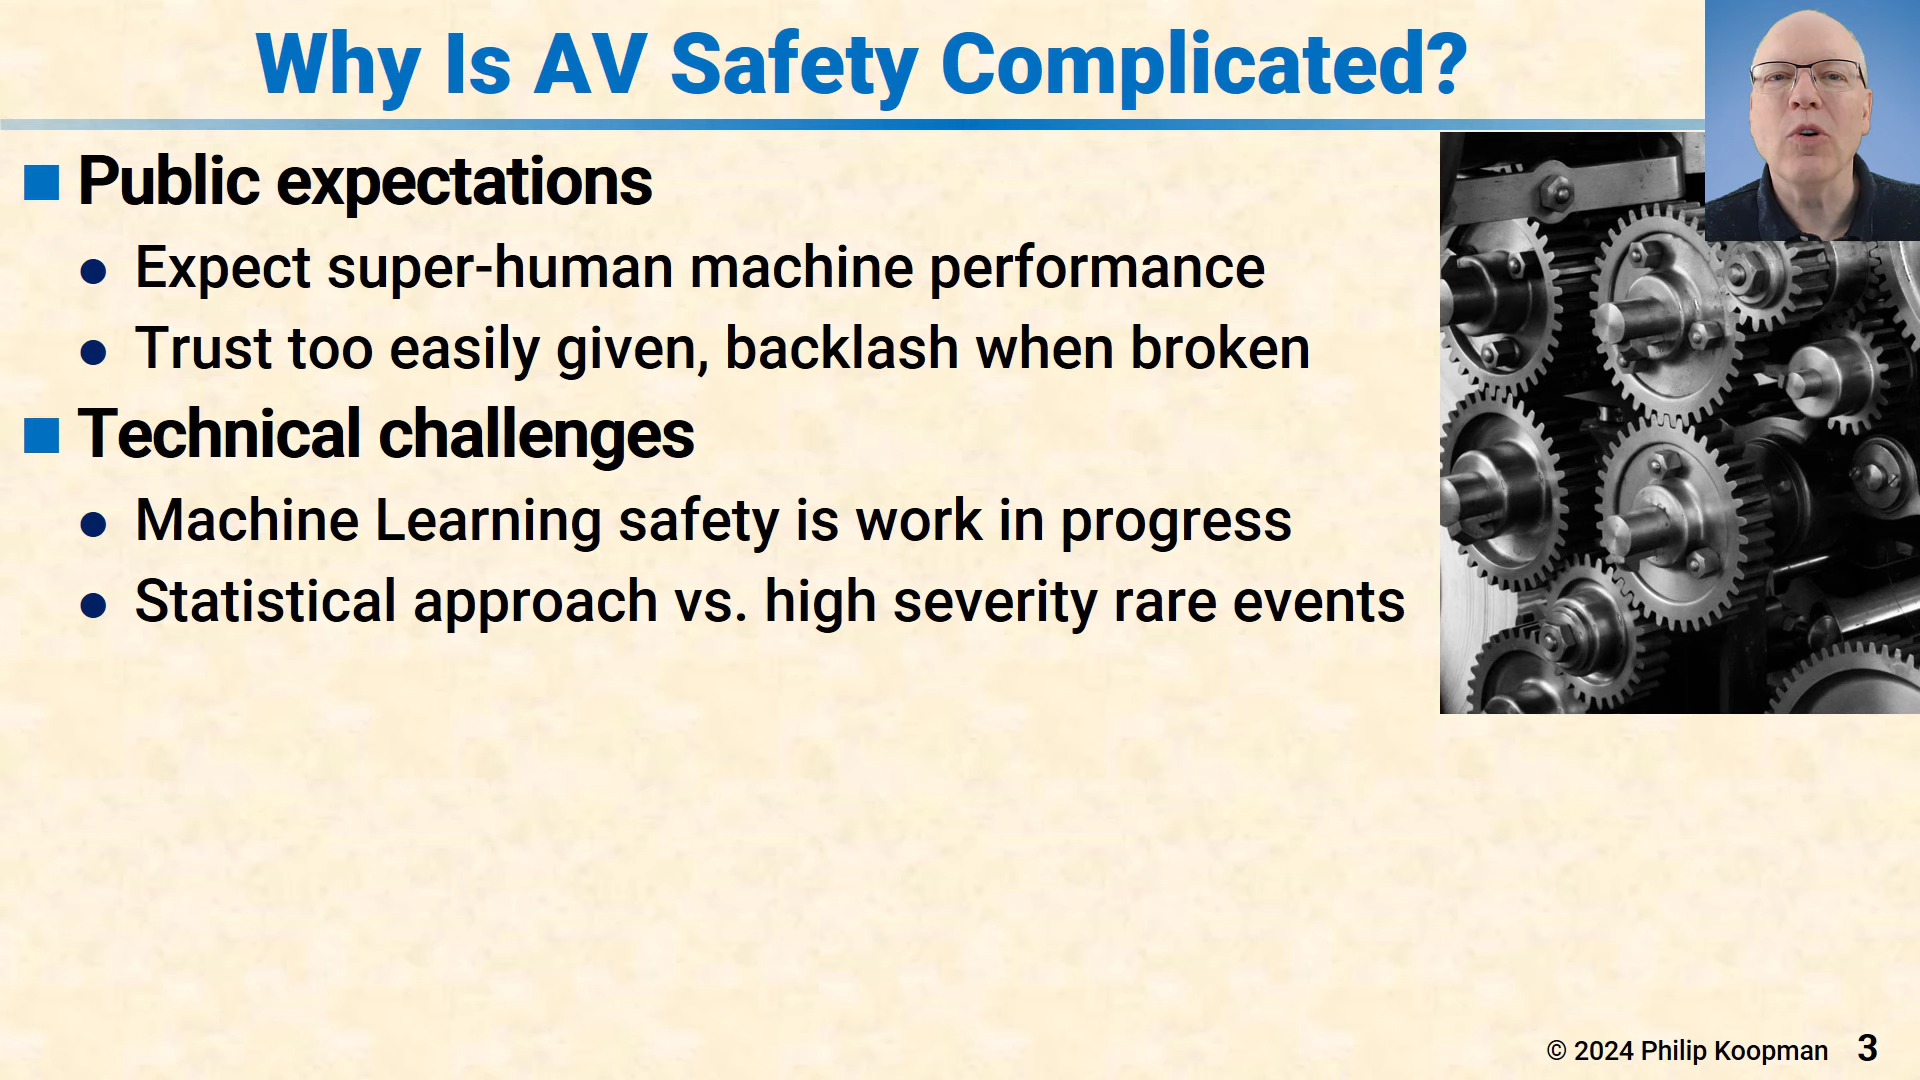 Why Is AV Safety Complicated?
Public expectations
Expect super-human machine performance
Trust too easily given, backlash when broken
Technical challenges
Machine Learning safety is work in progress
Statistical approach vs. high severity rare events
© 2024 Philip Koopman 3